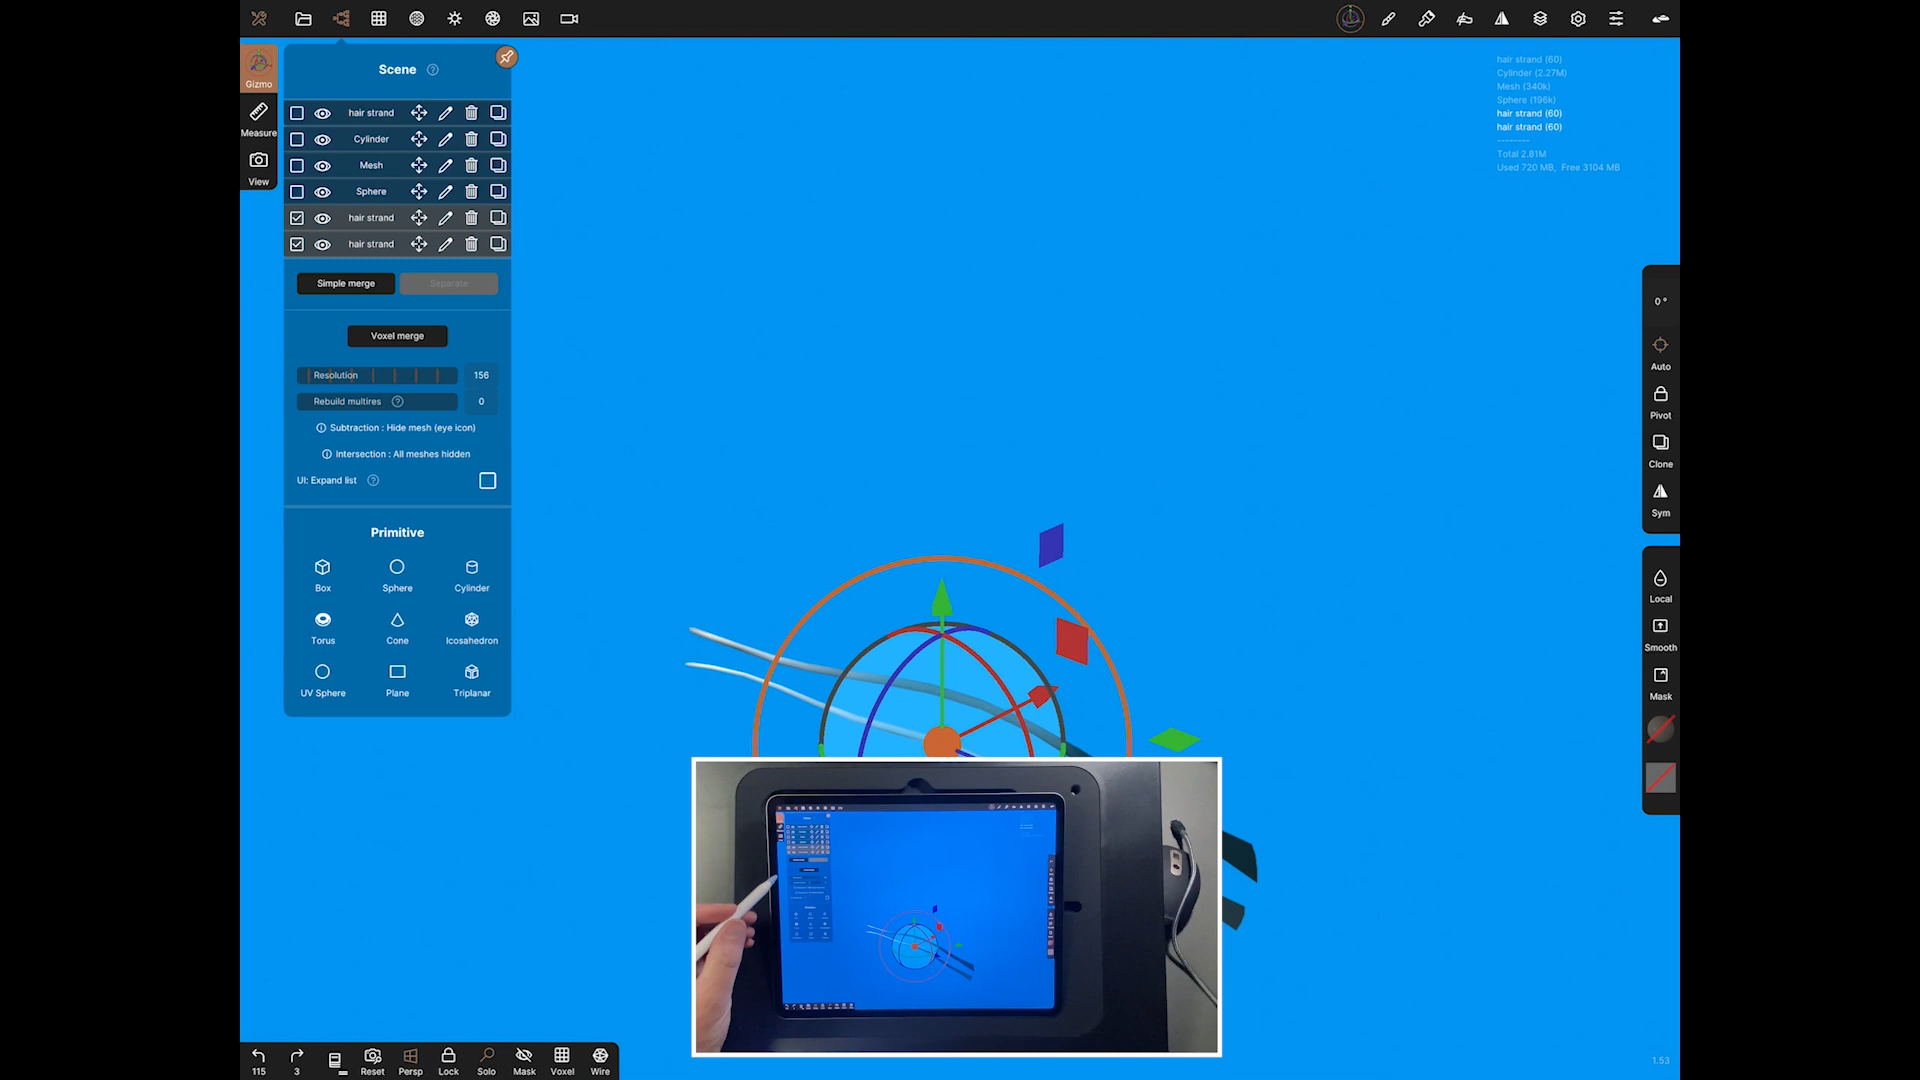 Gizmo
Measure
View
Scene
hair strand
Cylinder
Mesh
Sphere
hair strand
hair strand
Simple merge
Separate
Voxel merge
Resolution 156
Rebuild multires 0
Subtraction : Hide mesh (eye icon)
Intersection : All meshes hidden
UI: Expand list
Primitive
Box Sphere Cylinder
Torus Cone Icosahedron
UV Sphere Plane Triplanar
hair strand (60)
Cylinder (2.27M)
Mesh (340k)
Sphere (196k)
hair strand (60)
hair strand (60)
--------
Total 2.81M
Used 720 MB, Free 3104 MB
0 °
Auto
Pivot
Clone
Sym
Local
Smooth
Mask
115 3 Reset Persp Lock Solo Mask Voxel Wire
1.53